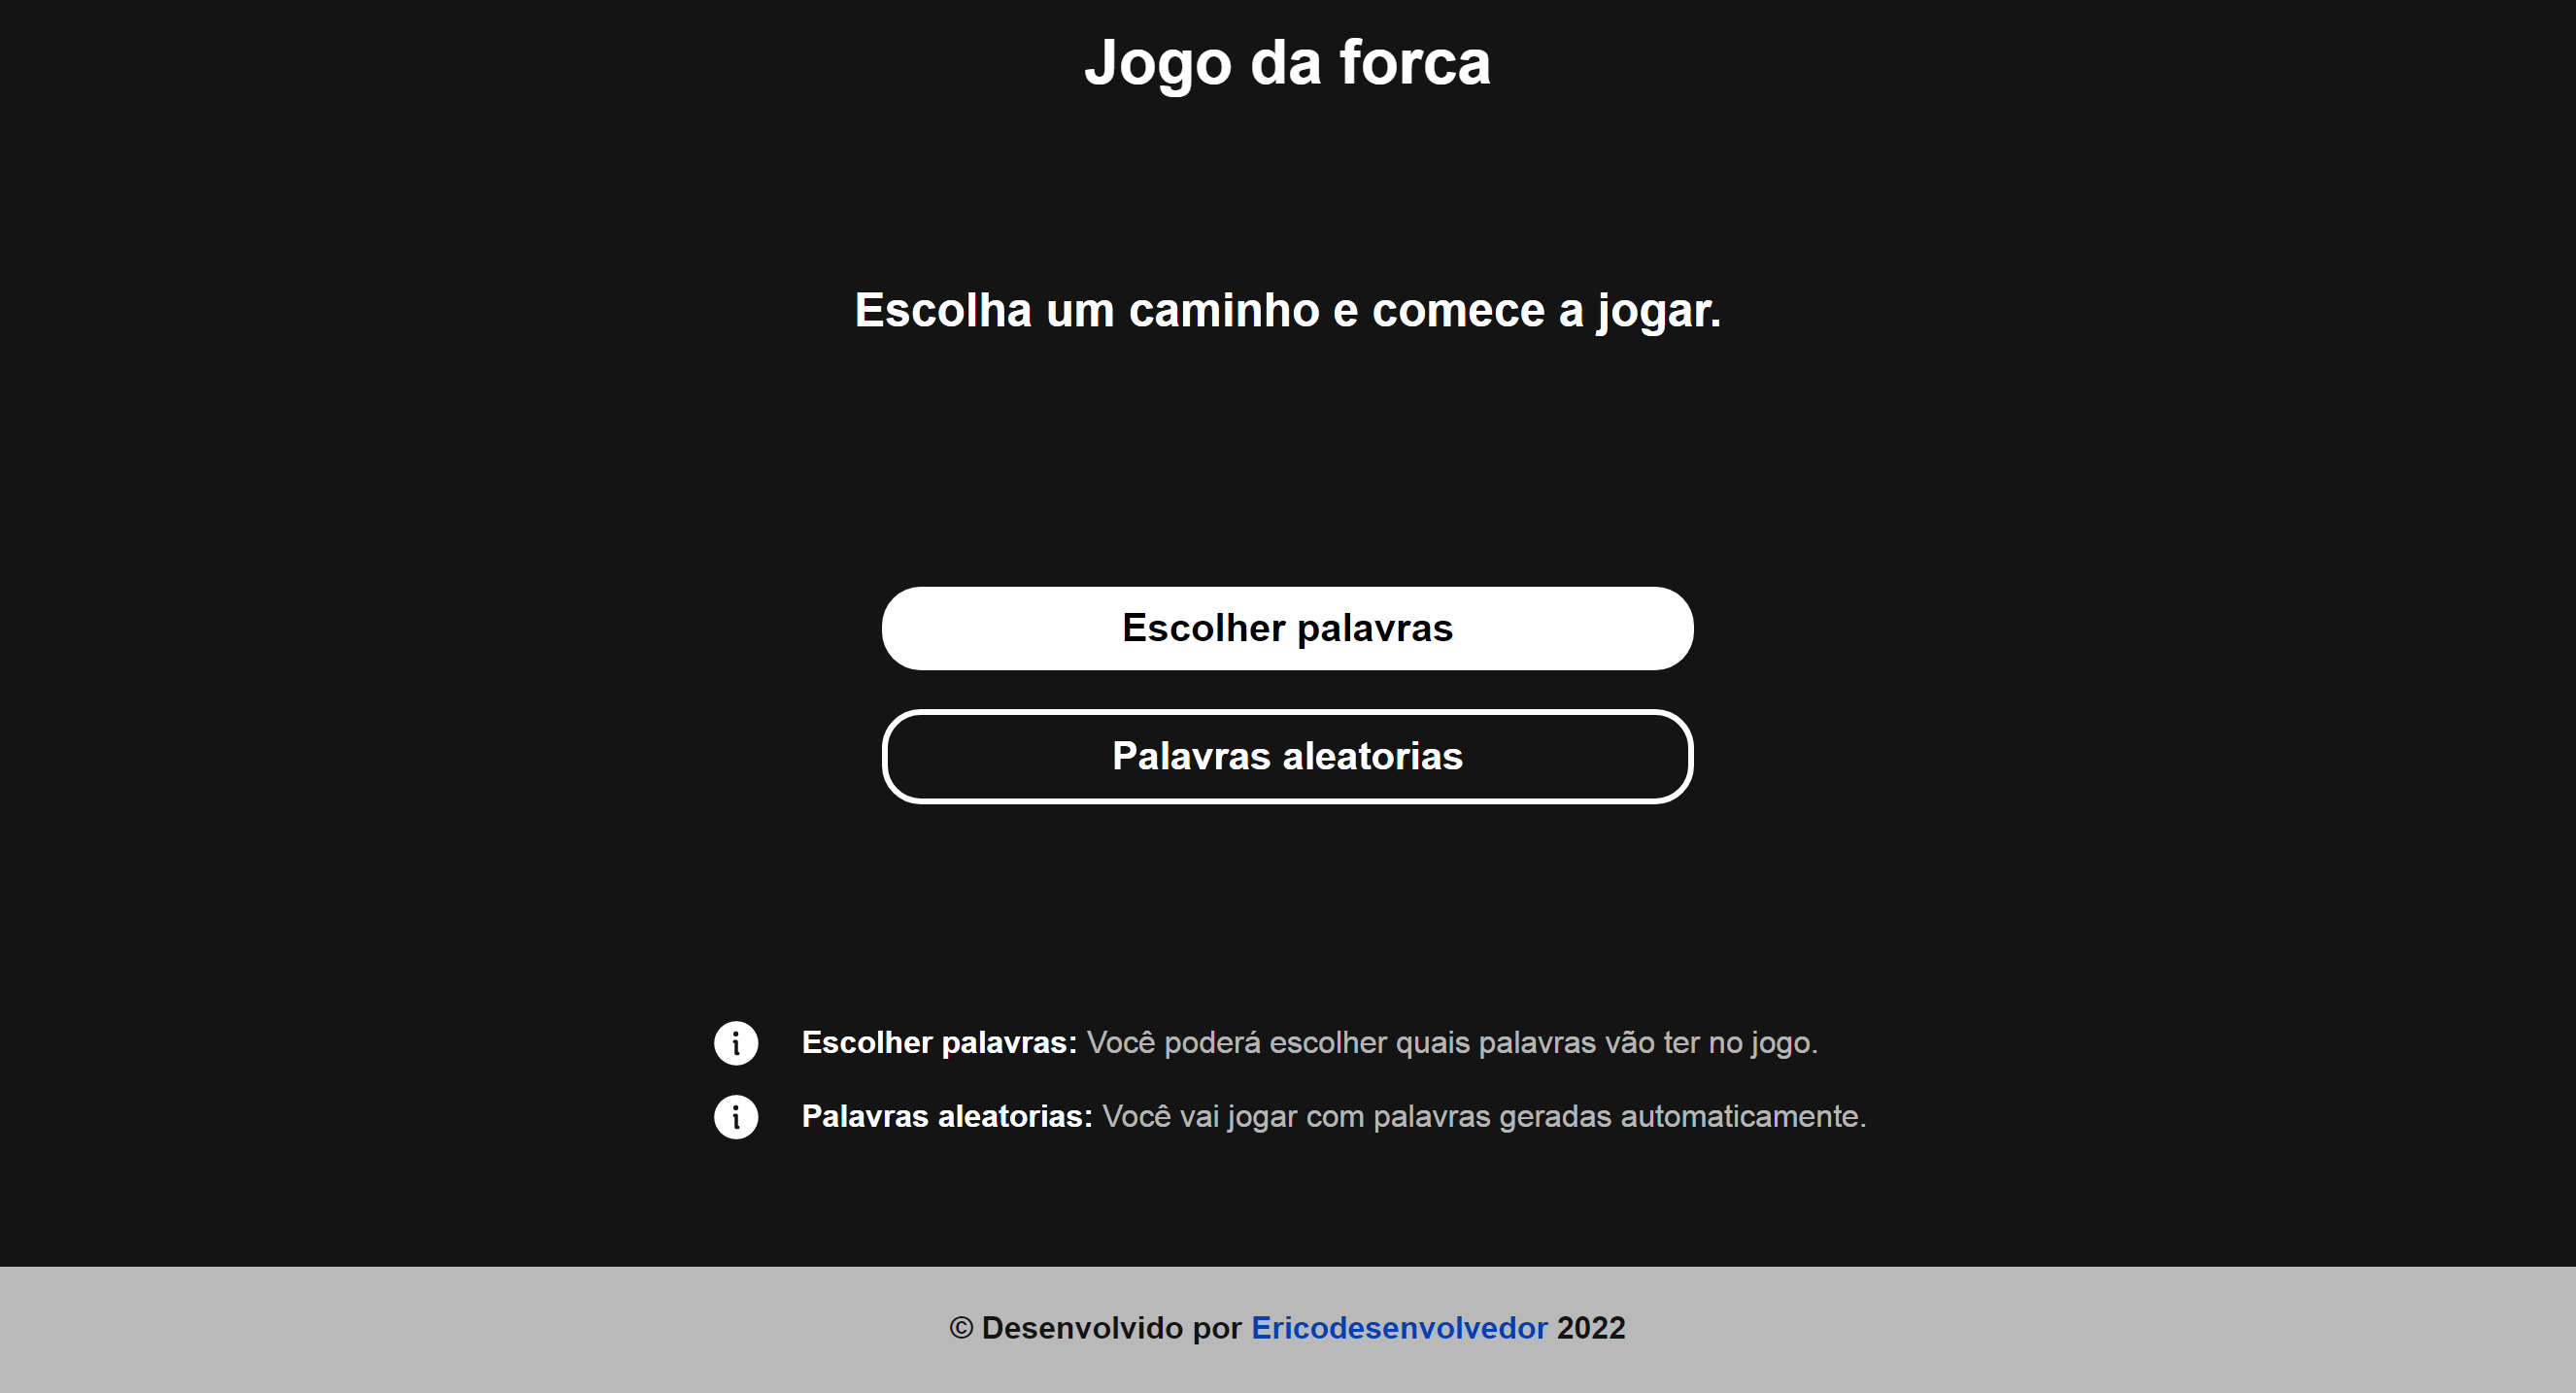 Jogo da forca
Escolha um caminho e comece a jogar.
Escolher palavras
Palavras aleatorias
Escolher palavras: Você poderá escolher quais palavras vão ter no jogo.
Palavras aleatorias: Você vai jogar com palavras geradas automaticamente.
© Desenvolvido por Ericodesenvolvedor 2022